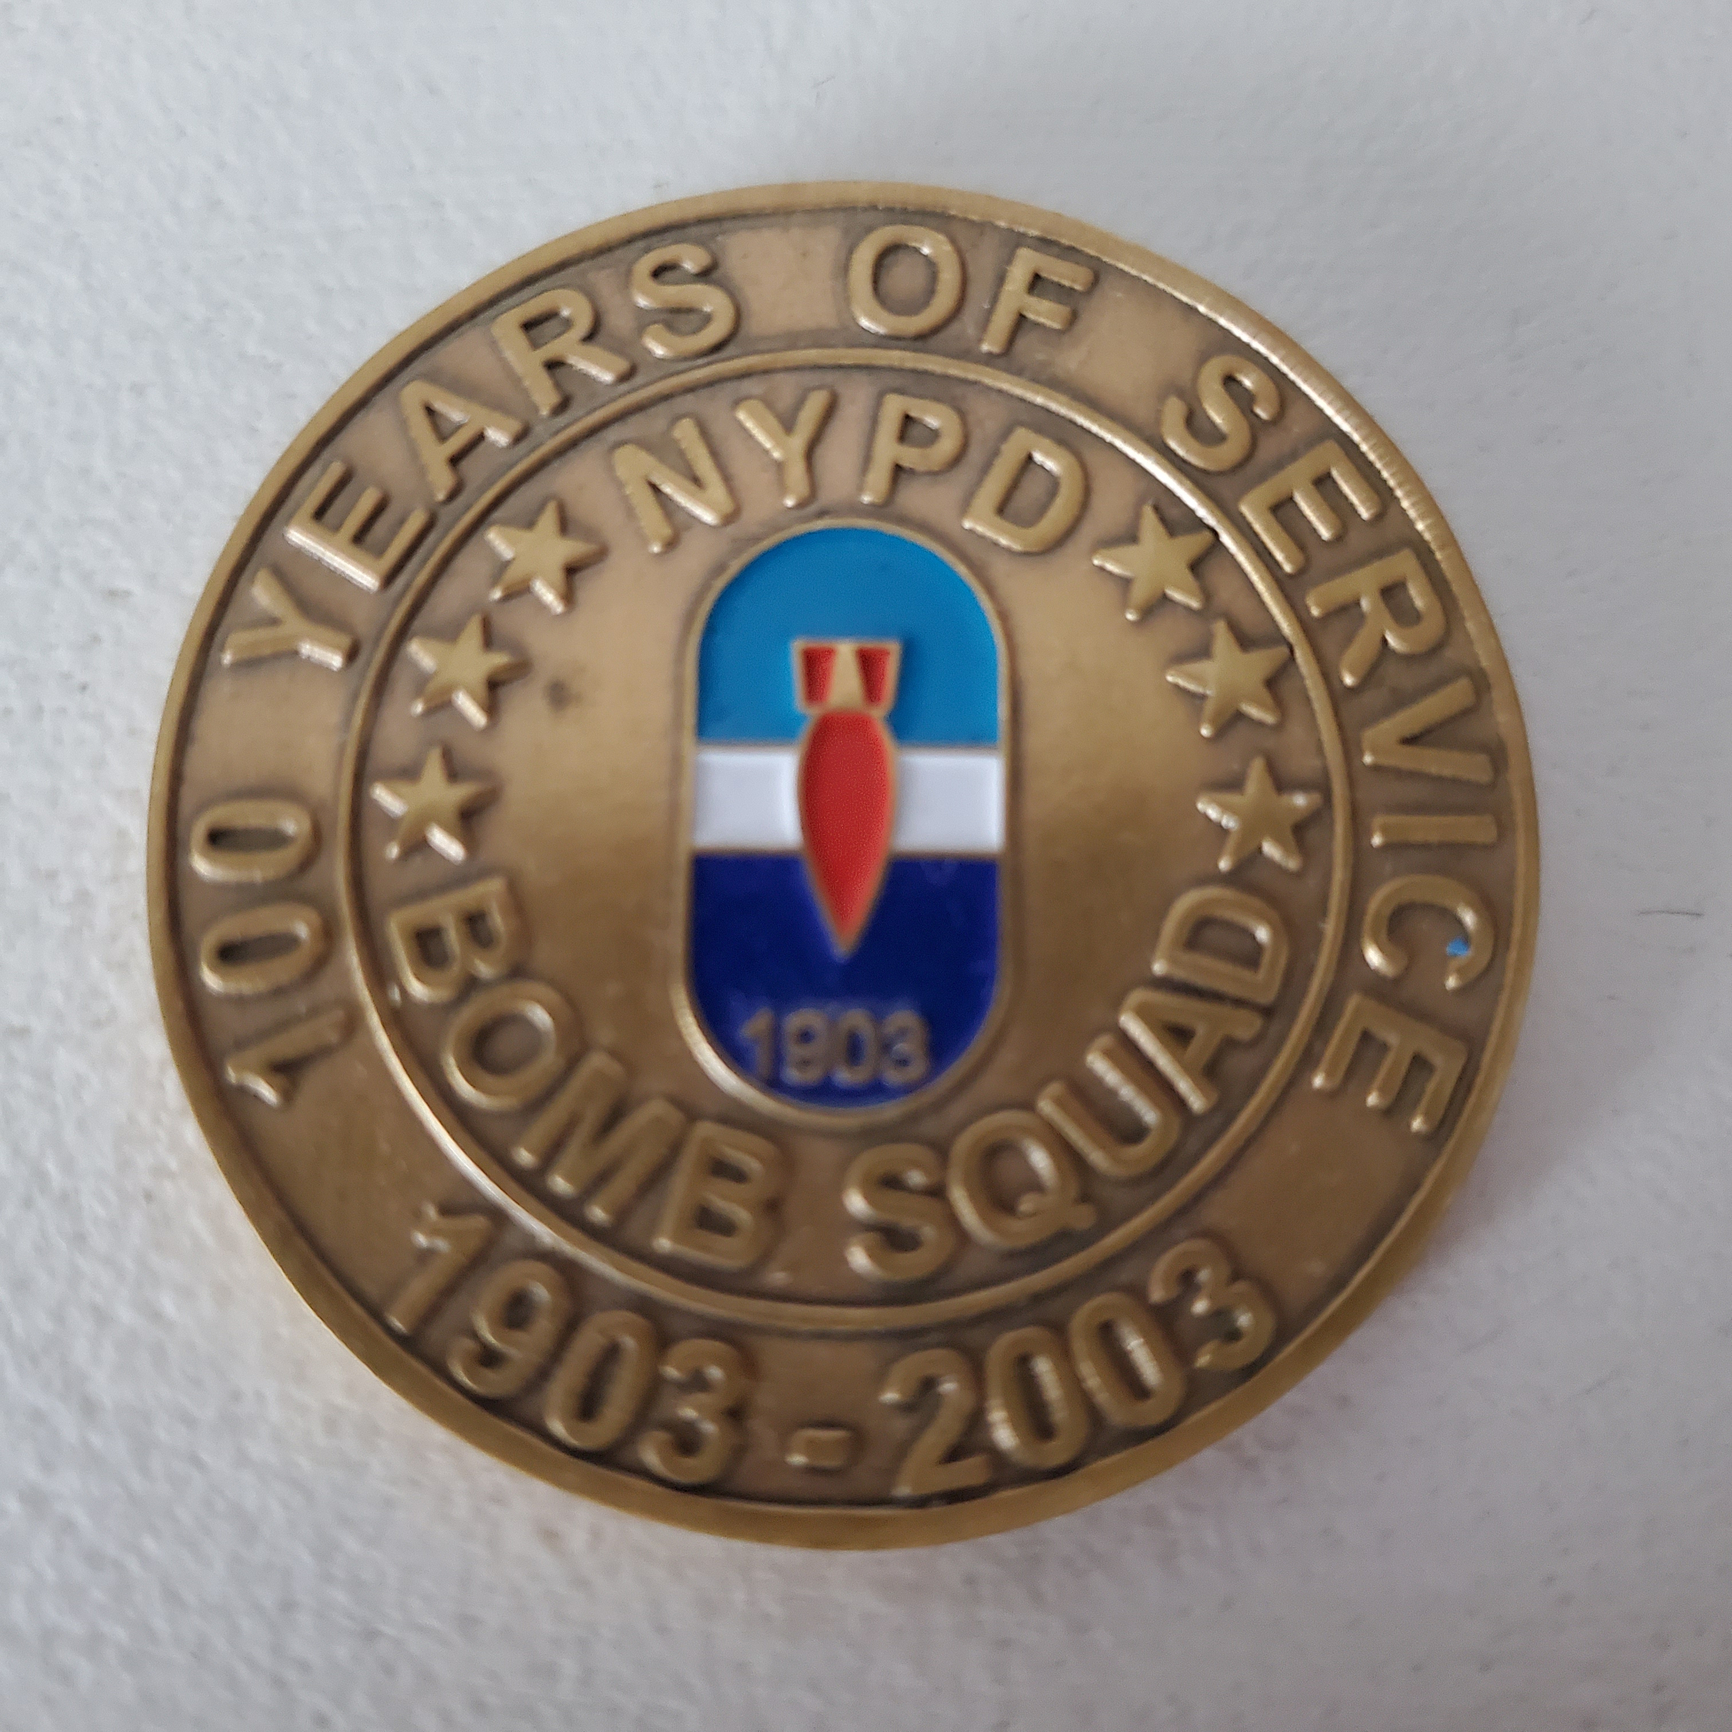 100 YEARS OF SERVICE
NYPD
1903
BOMB SQUAD
1903-2003